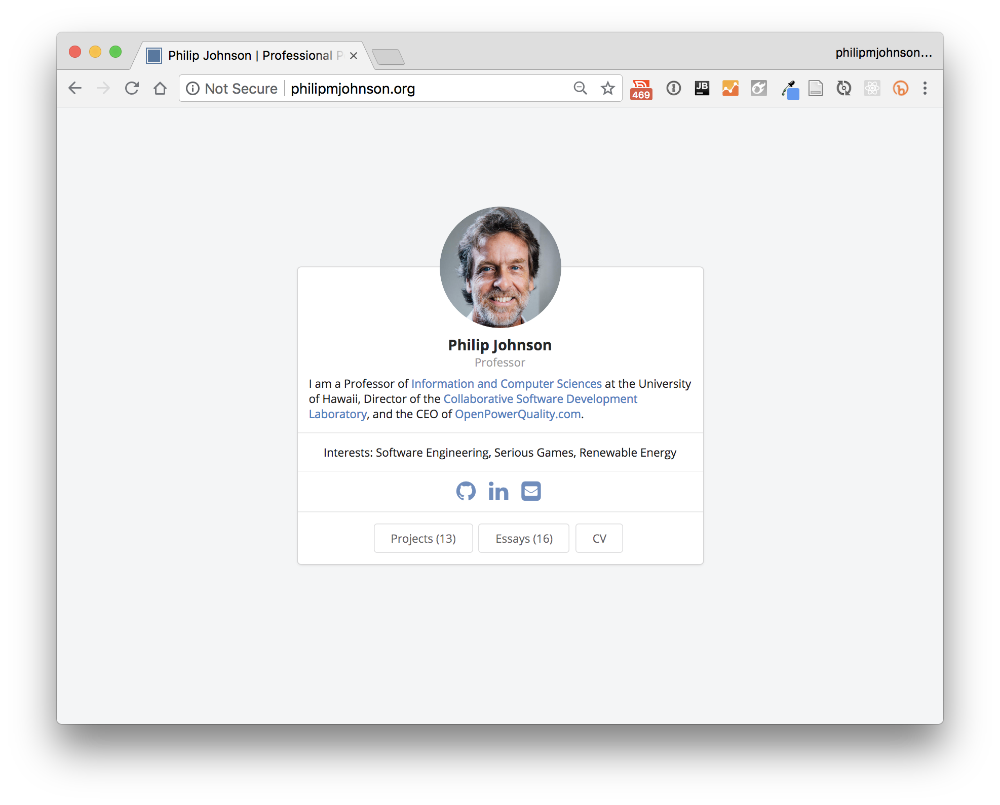 Philip Johnson | Professional P
philipmjohnson...
Not Secure
philipmjohnson.org
469
JB
Philip Johnson
Professor
I am a Professor of Information and Computer Sciences at the University
of Hawaii, Director of the Collaborative Software Development
Laboratory, and the CEO of OpenPowerQuality.com.
Interests: Software Engineering, Serious Games, Renewable Energy
in
Projects (13)
Essays (16)
CV